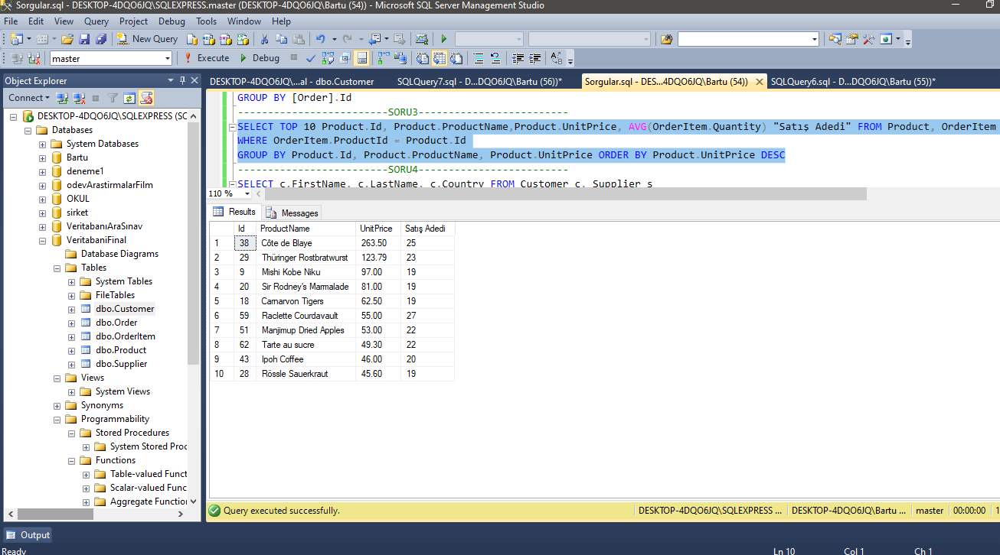 Sorgular.sql - DESKTOP-4DQO6JQ\SQLEXPRESS.master (DESKTOP-4DQO6JQ\Bartu (54)) - Microsoft SQL Server Management Studio
File Edit View Query Project Debug Tools Window Help
New Query
master Execute Debug
Object Explorer
Connect
DESKTOP-4DQO6JQ\SQLEXPRESS (SC
Databases
System Databases
Bartu
deneme1
odevArastirmalarFilm
OKUL
sirket
VeritabanıAraSınav
VeritabaniFinal
Database Diagrams
Tables
System Tables
FileTables
dbo.Customer
dbo.Order
dbo.OrderItem
dbo.Product
dbo.Supplier
Views
System Views
Synonyms
Programmability
Stored Procedures
System Stored Proc
Functions
Table-valued Funct
Scalar-valued Func
Aggregate Function
DESKTOP-4DQO6JQ\...al - dbo.Customer SQLQuery7.sql - D...DQO6JQ\Bartu (56))* Sorgular.sql - DES...4DQO6JQ\Bartu (54)) SQLQuery6.sql - D...DQO6JQ\Bartu (55))*
GROUP BY [Order].Id
-------------------------SORU3-------------------------
SELECT TOP 10 Product.Id, Product.ProductName,Product.UnitPrice, AVG(OrderItem.Quantity) "Satış Adedi" FROM Product, OrderItem
WHERE OrderItem.ProductId = Product.Id
GROUP BY Product.Id, Product.ProductName, Product.UnitPrice ORDER BY Product.UnitPrice DESC
-------------------------SORU4-------------------------
SELECT c.FirstName, c.LastName, c.Country FROM Customer c, Supplier s
110 %
Results Messages
Id ProductName UnitPrice Satış Adedi
1 38 Côte de Blaye 263.50 25
2 29 Thüringer Rostbratwurst 123.79 23
3 9 Mishi Kobe Niku 97.00 19
4 20 Sir Rodney's Marmalade 81.00 19
5 18 Carnarvon Tigers 62.50 19
6 59 Raclette Courdavault 55.00 27
7 51 Manjimup Dried Apples 53.00 22
8 62 Tarte au sucre 49.30 22
9 43 Ipoh Coffee 46.00 20
10 28 Rössle Sauerkraut 45.60 19
Query executed successfully. DESKTOP-4DQO6JQ\SQLEXPRESS ... DESKTOP-4DQO6JQ\Bartu ... master 00:00:00 1
Output
Ready Ln 10 Col 1 Ch 1